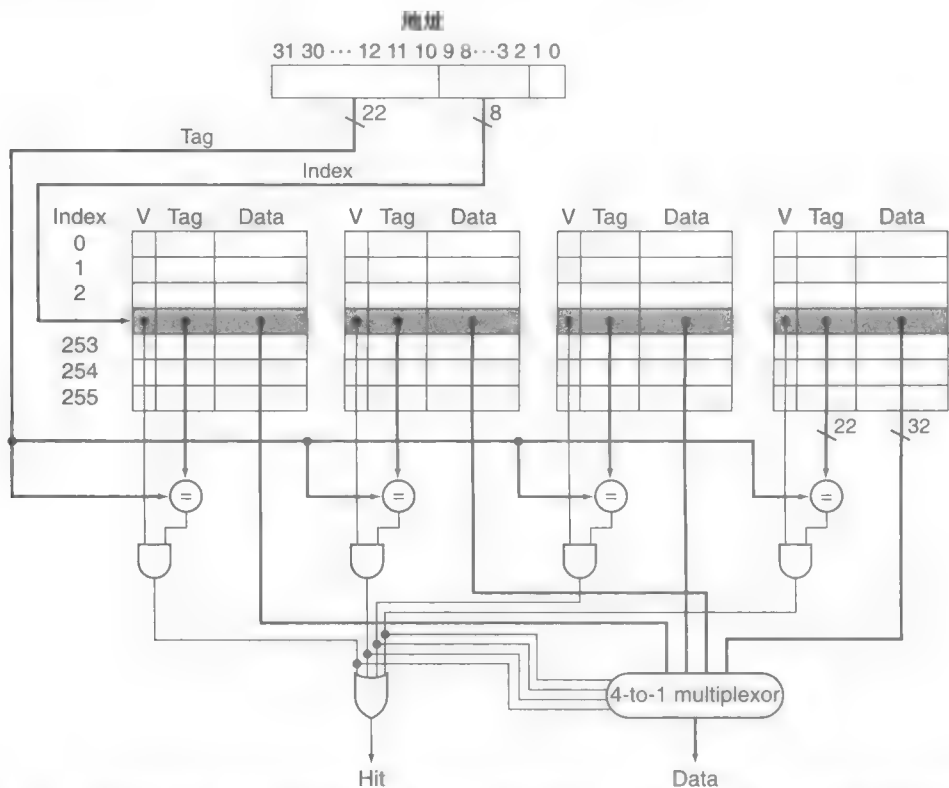 地址
31 30 ··· 12 11 10 9 8 ··· 3 2 1 0
22
8
Tag
Index
Index V Tag Data V Tag Data V Tag Data V Tag Data
0
1
2
253
254
255
22
32
= = = =
4-to-1 multiplexor
Hit
Data